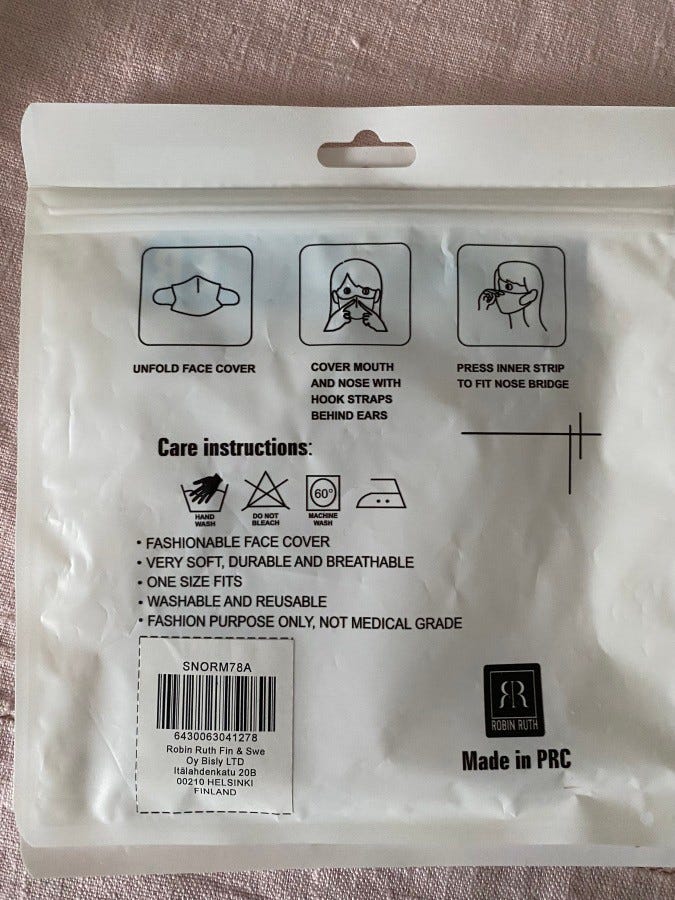 UNFOLD FACE COVER
COVER MOUTH
AND NOSE WITH
HOOK STRAPS
BEHIND EARS
PRESS INNER STRIP
TO FIT NOSE BRIDGE
Care instructions:
HAND
WASH
DO NOT
BLEACH
60°
MACHINE
WASH
• FASHIONABLE FACE COVER
• VERY SOFT, DURABLE AND BREATHABLE
• ONE SIZE FITS
• WASHABLE AND REUSABLE
• FASHION PURPOSE ONLY, NOT MEDICAL GRADE
SNORM78A
6430063041278
Robin Ruth Fin & Swe
Oy Bisly LTD
Itälahdenkatu 20B
00210 HELSINKI
FINLAND
RR
ROBIN RUTH
Made in PRC